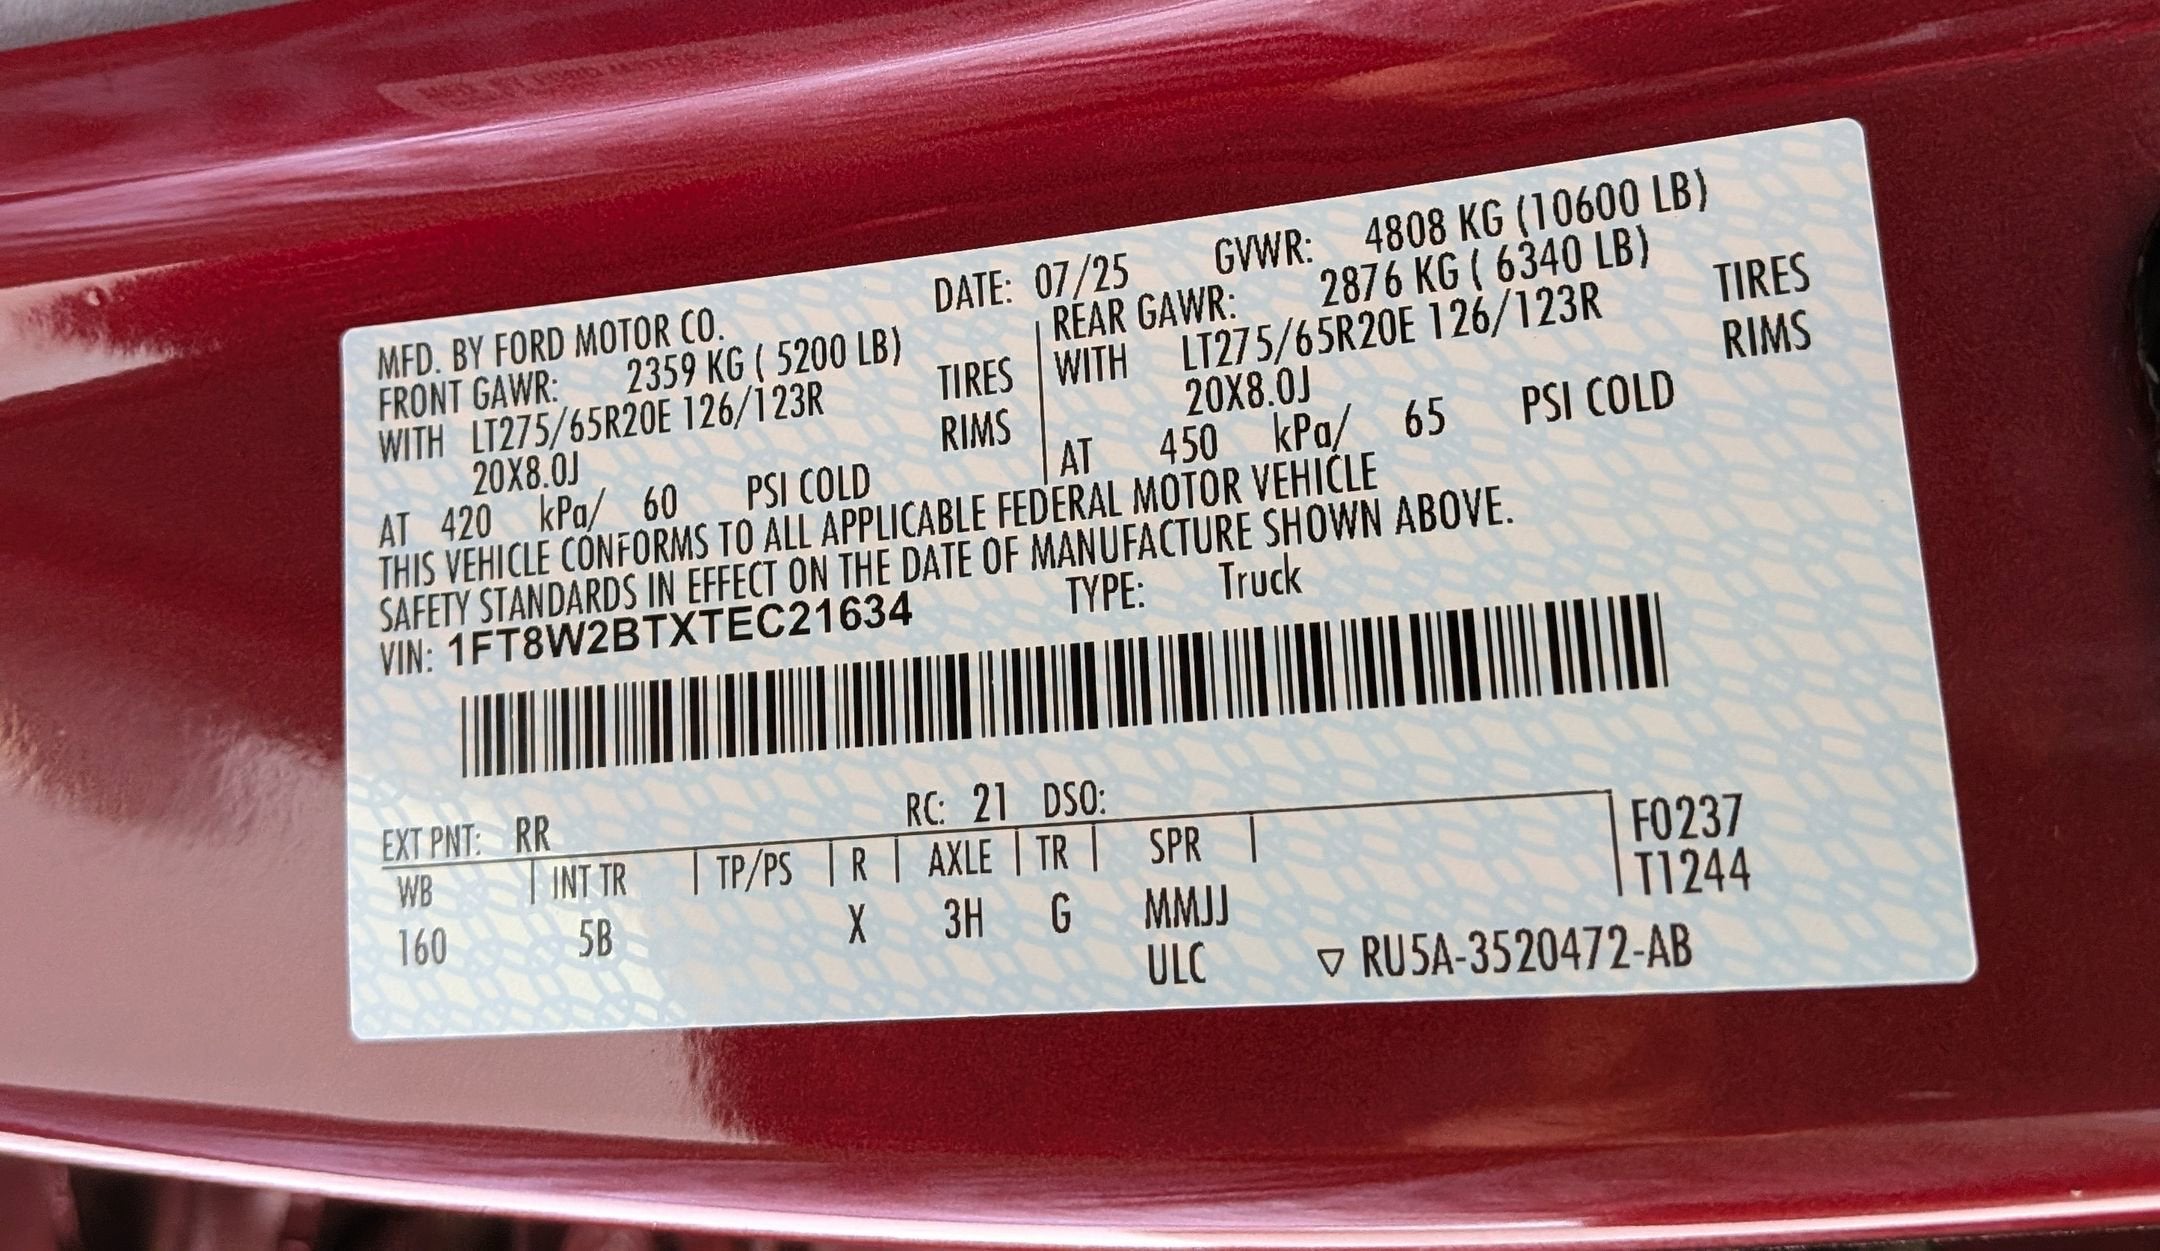 MFD. BY FORD MOTOR CO. DATE: 07/25 GVWR: 4808 KG (10600 LB)
FRONT GAWR: 2359 KG ( 5200 LB)
WITH LT275/65R20E 126/123R TIRES
20X8.0J RIMS
AT 420 kPa/ 60 PSI COLD
REAR GAWR: 2876 KG ( 6340 LB)
WITH LT275/65R20E 126/123R TIRES
20X8.0J RIMS
AT 450 kPa/ 65 PSI COLD
THIS VEHICLE CONFORMS TO ALL APPLICABLE FEDERAL MOTOR VEHICLE
SAFETY STANDARDS IN EFFECT ON THE DATE OF MANUFACTURE SHOWN ABOVE.
VIN: 1FT8W2BTXTEC21634 TYPE: Truck
EXT PNT: RR RC: 21 DSO:
WB INT TR TP/PS R AXLE TR SPR
160 5B X 3H G MMJJ
ULC
F0237
T1244
▽ RU5A-3520472-AB